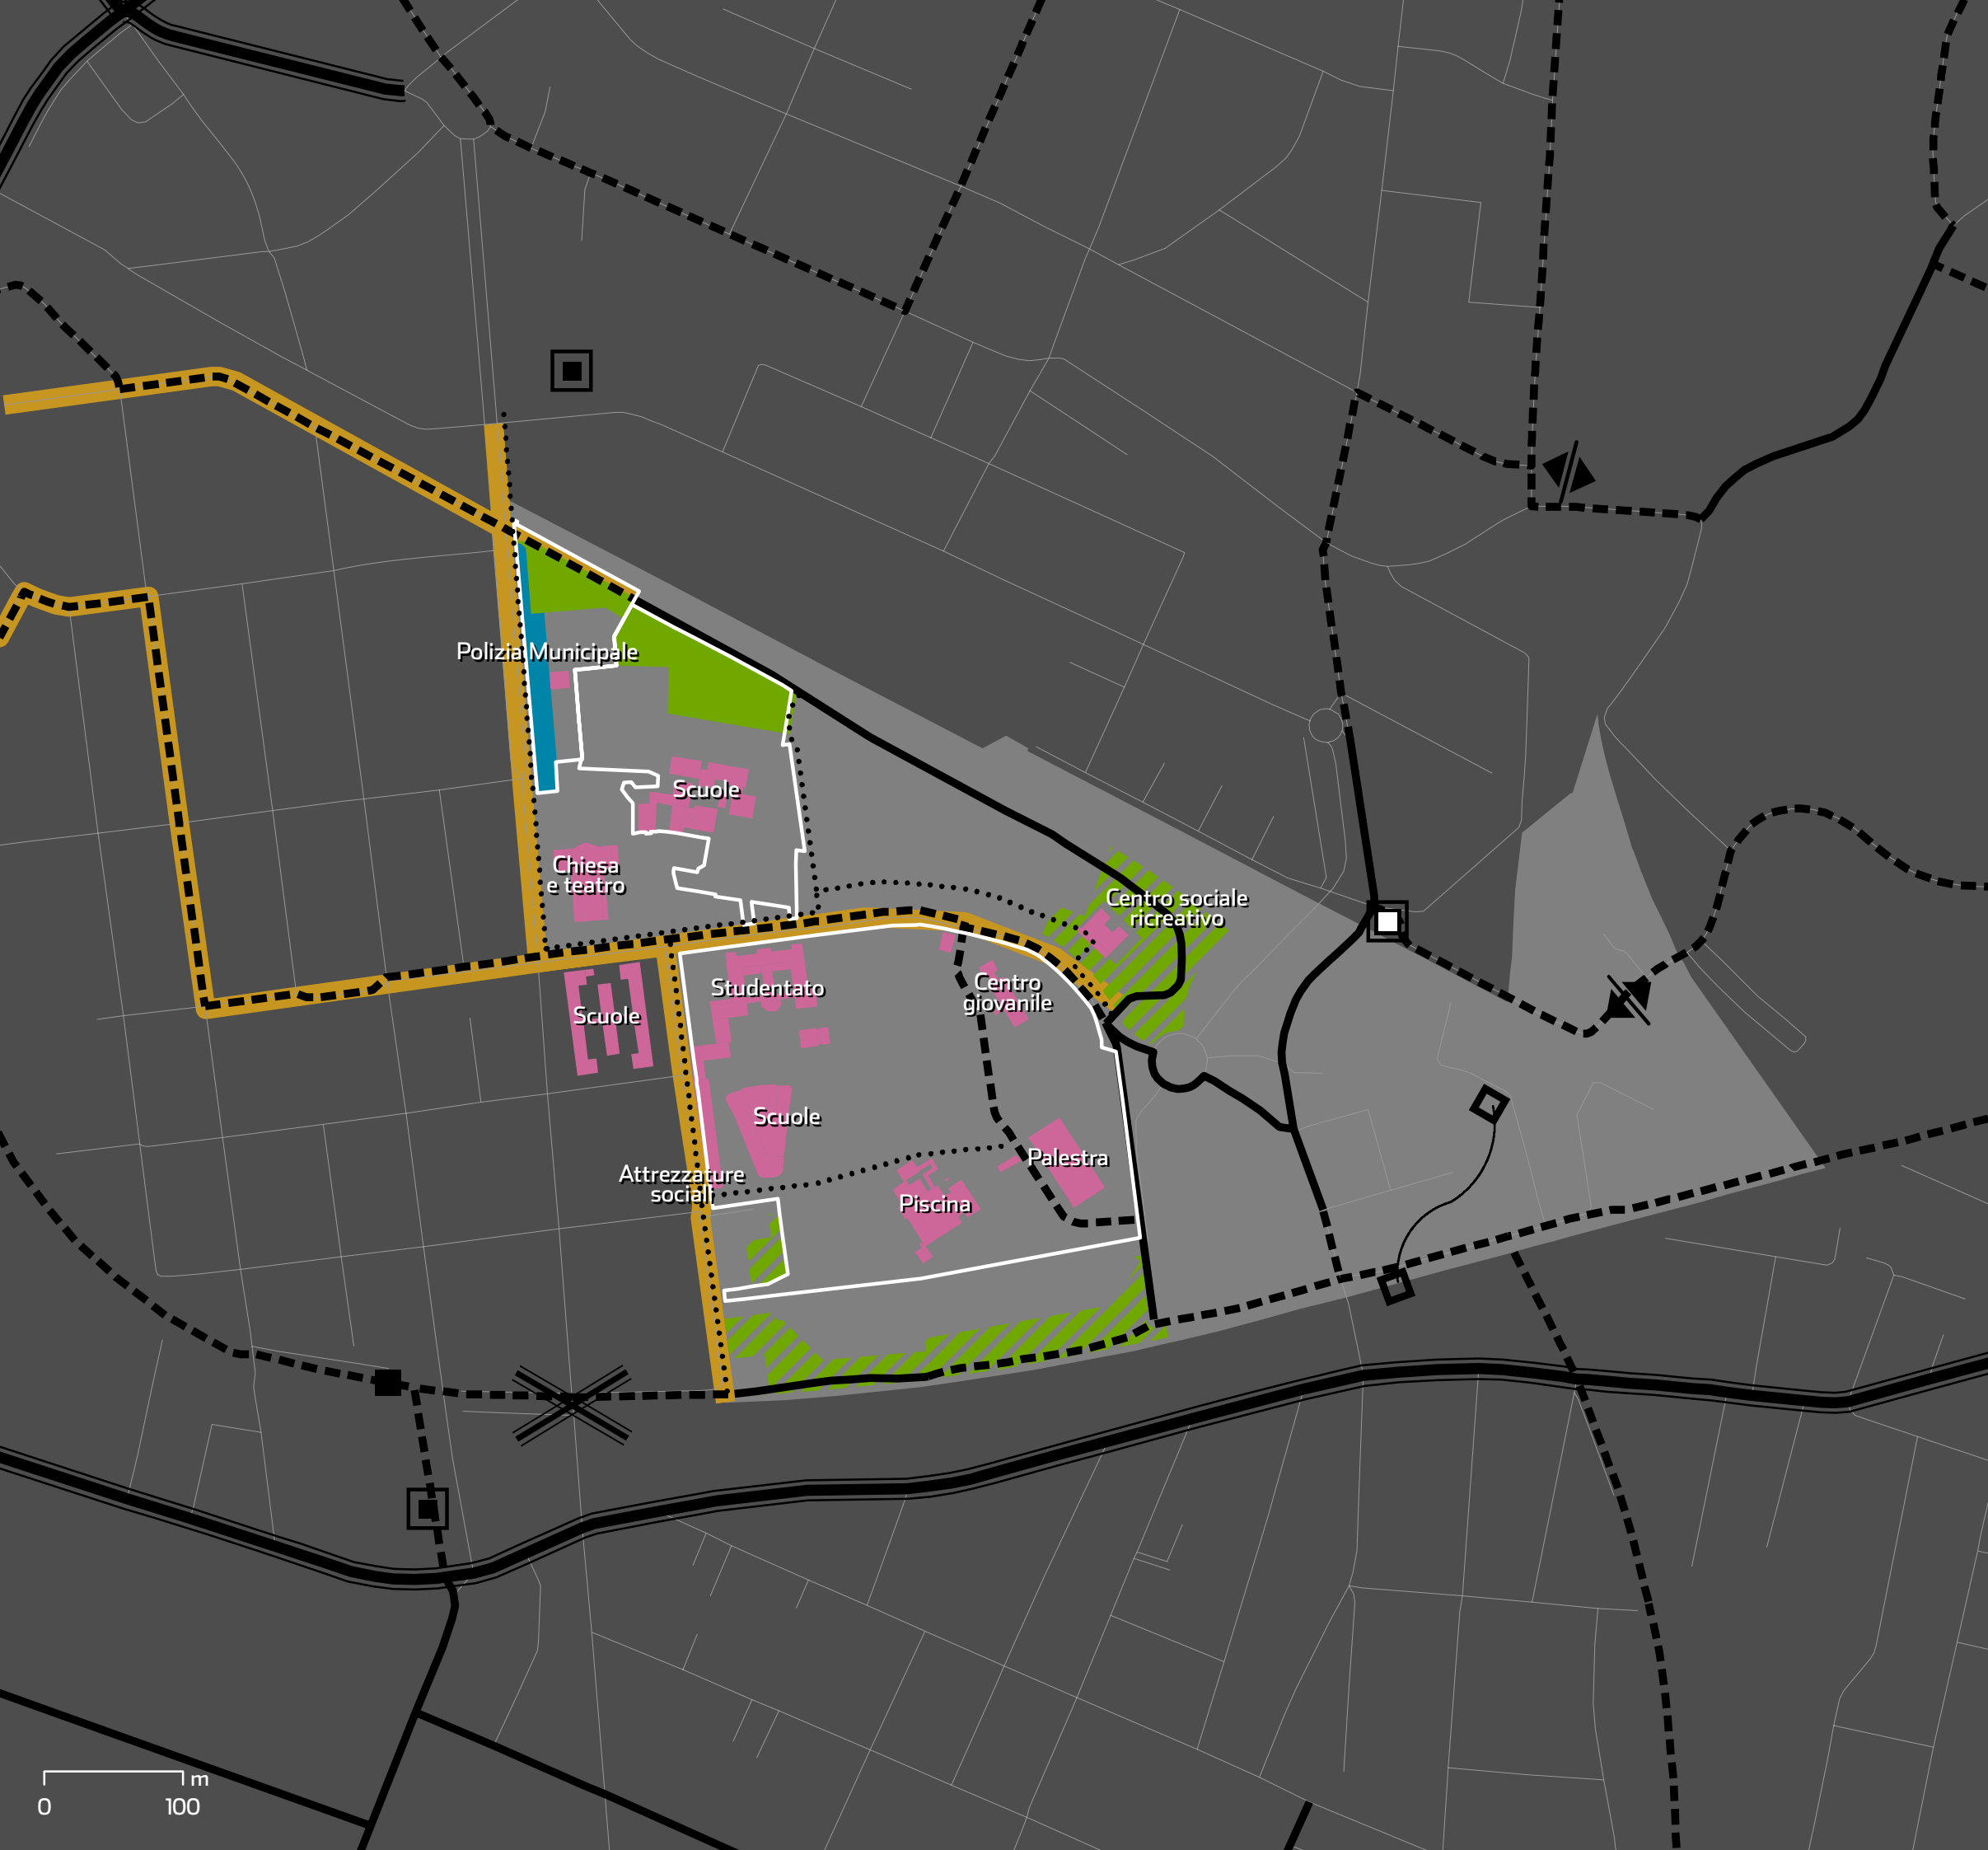 Polizia Municipale
Scuole
Chiesa
e teatro
Centro sociale
ricreativo
Studentato
Centro
giovanile
Scuole
Scuole
Palestra
Attrezzature
sociali
Piscina
m
0 100